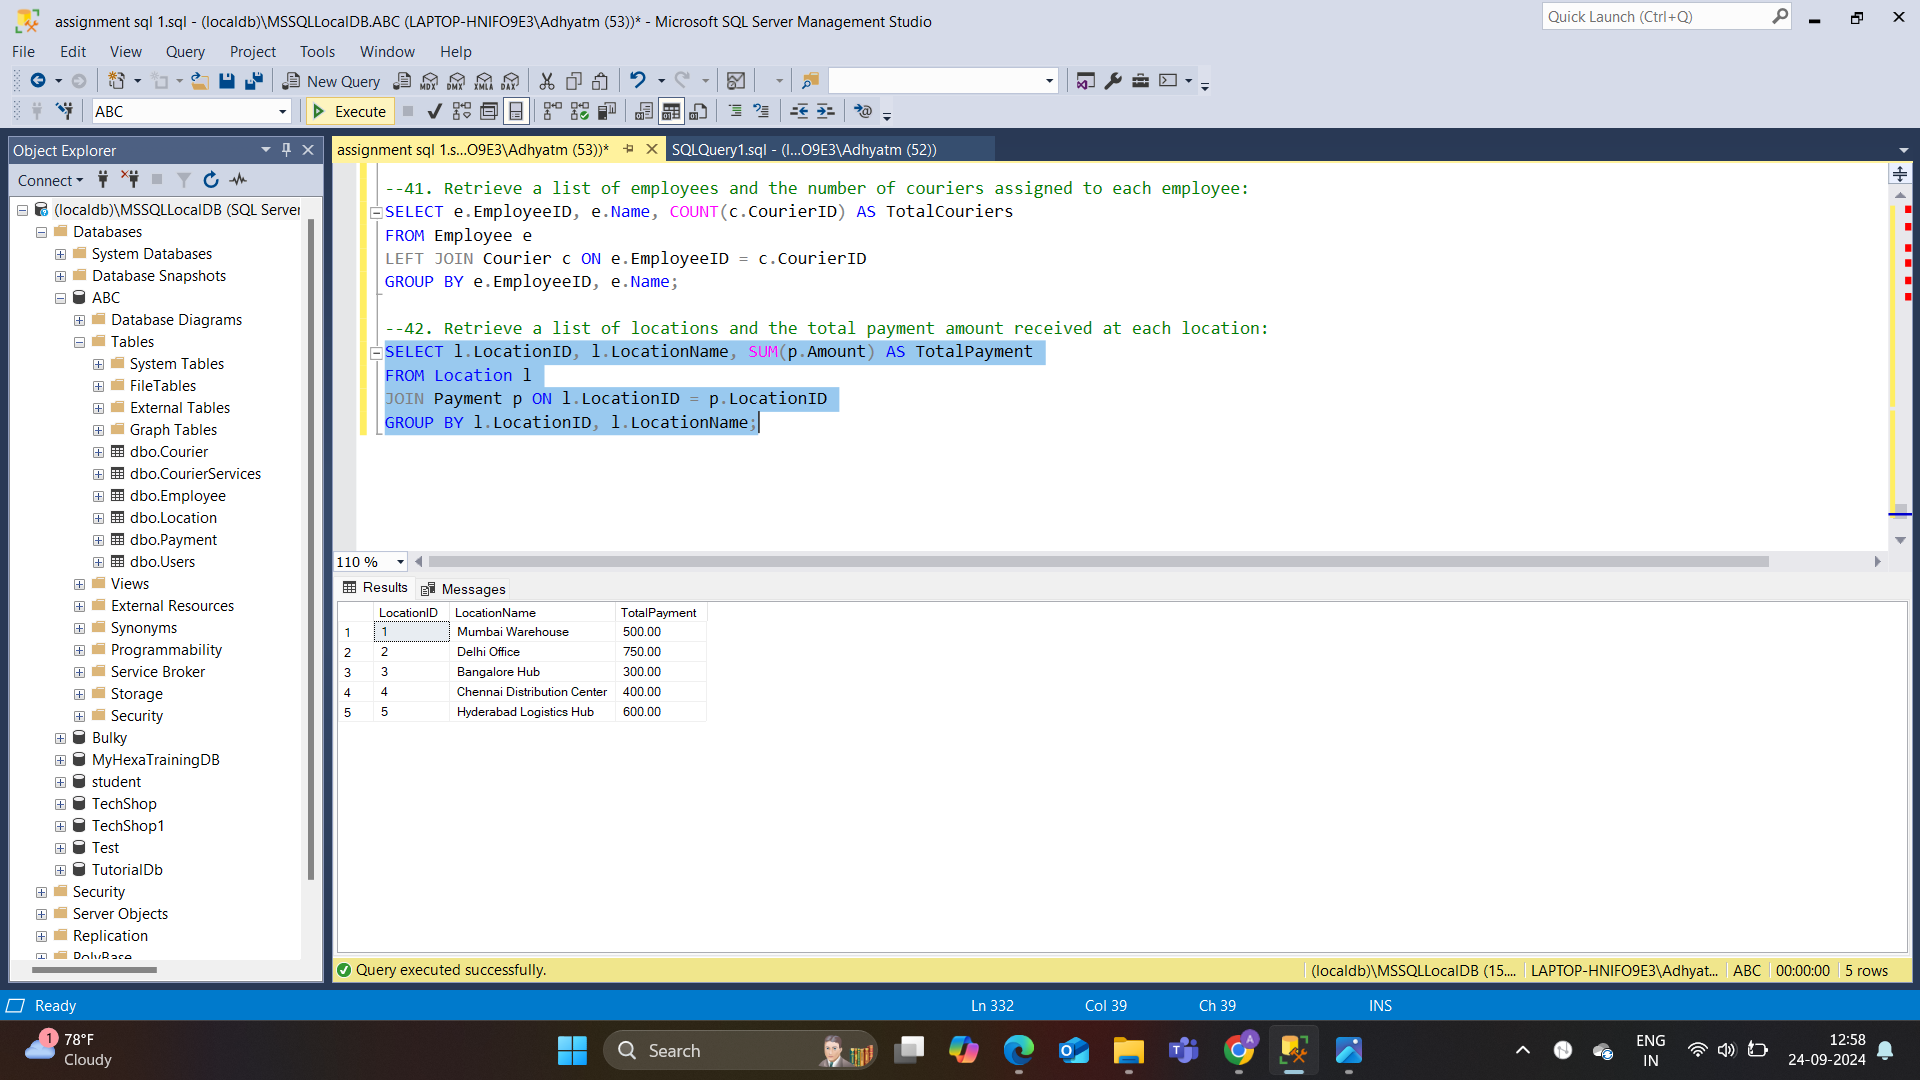 assignment sql 1.sql - (localdb)\MSSQLLocalDB.ABC (LAPTOP-HNIFO9E3\Adhyatm (53))* - Microsoft SQL Server Management Studio
Quick Launch (Ctrl+Q)
File Edit View Query Project Tools Window Help
New Query MDX DMX XMLA DAX
ABC Execute
Object Explorer
assignment sql 1.s...O9E3\Adhyatm (53))* SQLQuery1.sql - (l...O9E3\Adhyatm (52))
Connect
(localdb)\MSSQLLocalDB (SQL Server
Databases
System Databases
Database Snapshots
ABC
Database Diagrams
Tables
System Tables
FileTables
External Tables
Graph Tables
dbo.Courier
dbo.CourierServices
dbo.Employee
dbo.Location
dbo.Payment
dbo.Users
Views
External Resources
Synonyms
Programmability
Service Broker
Storage
Security
Bulky
MyHexaTrainingDB
student
TechShop
TechShop1
Test
TutorialDb
Security
Server Objects
Replication
PolyBase
--41. Retrieve a list of employees and the number of couriers assigned to each employee:
SELECT e.EmployeeID, e.Name, COUNT(c.CourierID) AS TotalCouriers
FROM Employee e
LEFT JOIN Courier c ON e.EmployeeID = c.CourierID
GROUP BY e.EmployeeID, e.Name;
--42. Retrieve a list of locations and the total payment amount received at each location:
SELECT l.LocationID, l.LocationName, SUM(p.Amount) AS TotalPayment
FROM Location l
JOIN Payment p ON l.LocationID = p.LocationID
GROUP BY l.LocationID, l.LocationName;
110 %
Results Messages
LocationID LocationName TotalPayment
1 1 Mumbai Warehouse 500.00
2 2 Delhi Office 750.00
3 3 Bangalore Hub 300.00
4 4 Chennai Distribution Center 400.00
5 5 Hyderabad Logistics Hub 600.00
Query executed successfully. (localdb)\MSSQLLocalDB (15.... LAPTOP-HNIFO9E3\Adhyat... ABC 00:00:00 5 rows
Ready Ln 332 Col 39 Ch 39 INS
1 78°F
Cloudy
Search
A
ENG
IN
12:58
24-09-2024